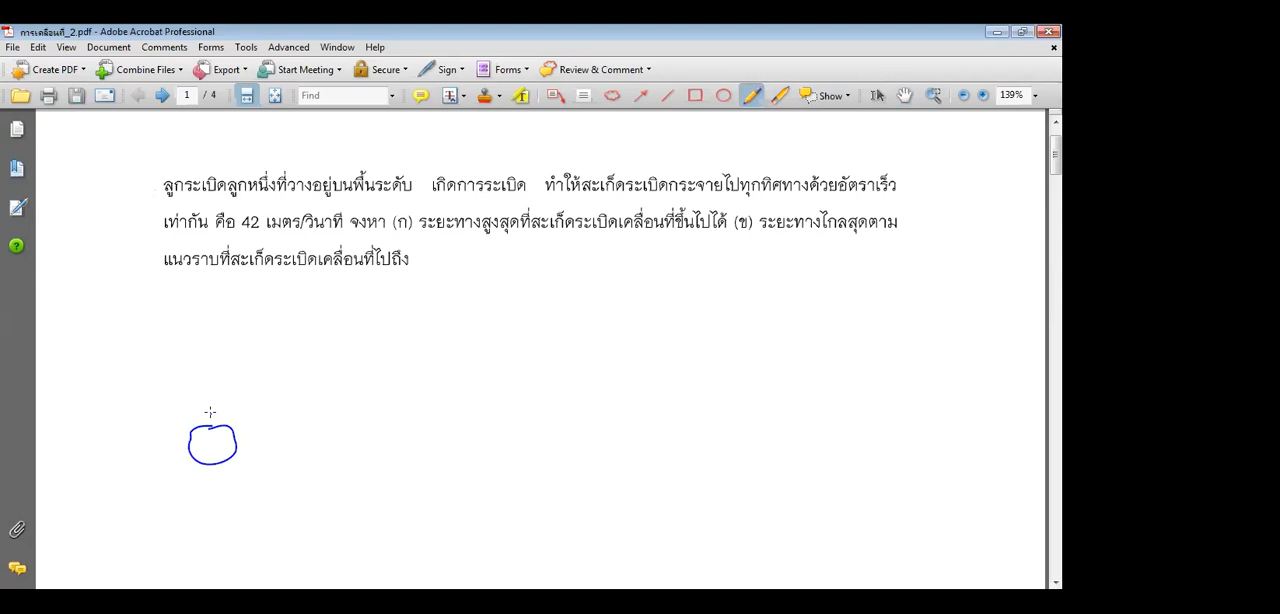 การเคลื่อนที่_2.pdf - Adobe Acrobat Professional
File Edit View Document Comments Forms Tools Advanced Window Help
Create PDF Combine Files Export Start Meeting Secure Sign Forms Review & Comment
1 / 4 Find Show 139%
ลูกระเบิดลูกหนึ่งที่วางอยู่บนพื้นระดับ เกิดการระเบิด ทำให้สะเก็ดระเบิดกระจายไปทุกทิศทางด้วยอัตราเร็ว
เท่ากัน คือ 42 เมตร/วินาที จงหา (ก) ระยะทางสูงสุดที่สะเก็ดระเบิดเคลื่อนที่ขึ้นไปได้ (ข) ระยะทางไกลสุดตาม
แนวราบที่สะเก็ดระเบิดเคลื่อนที่ไปถึง